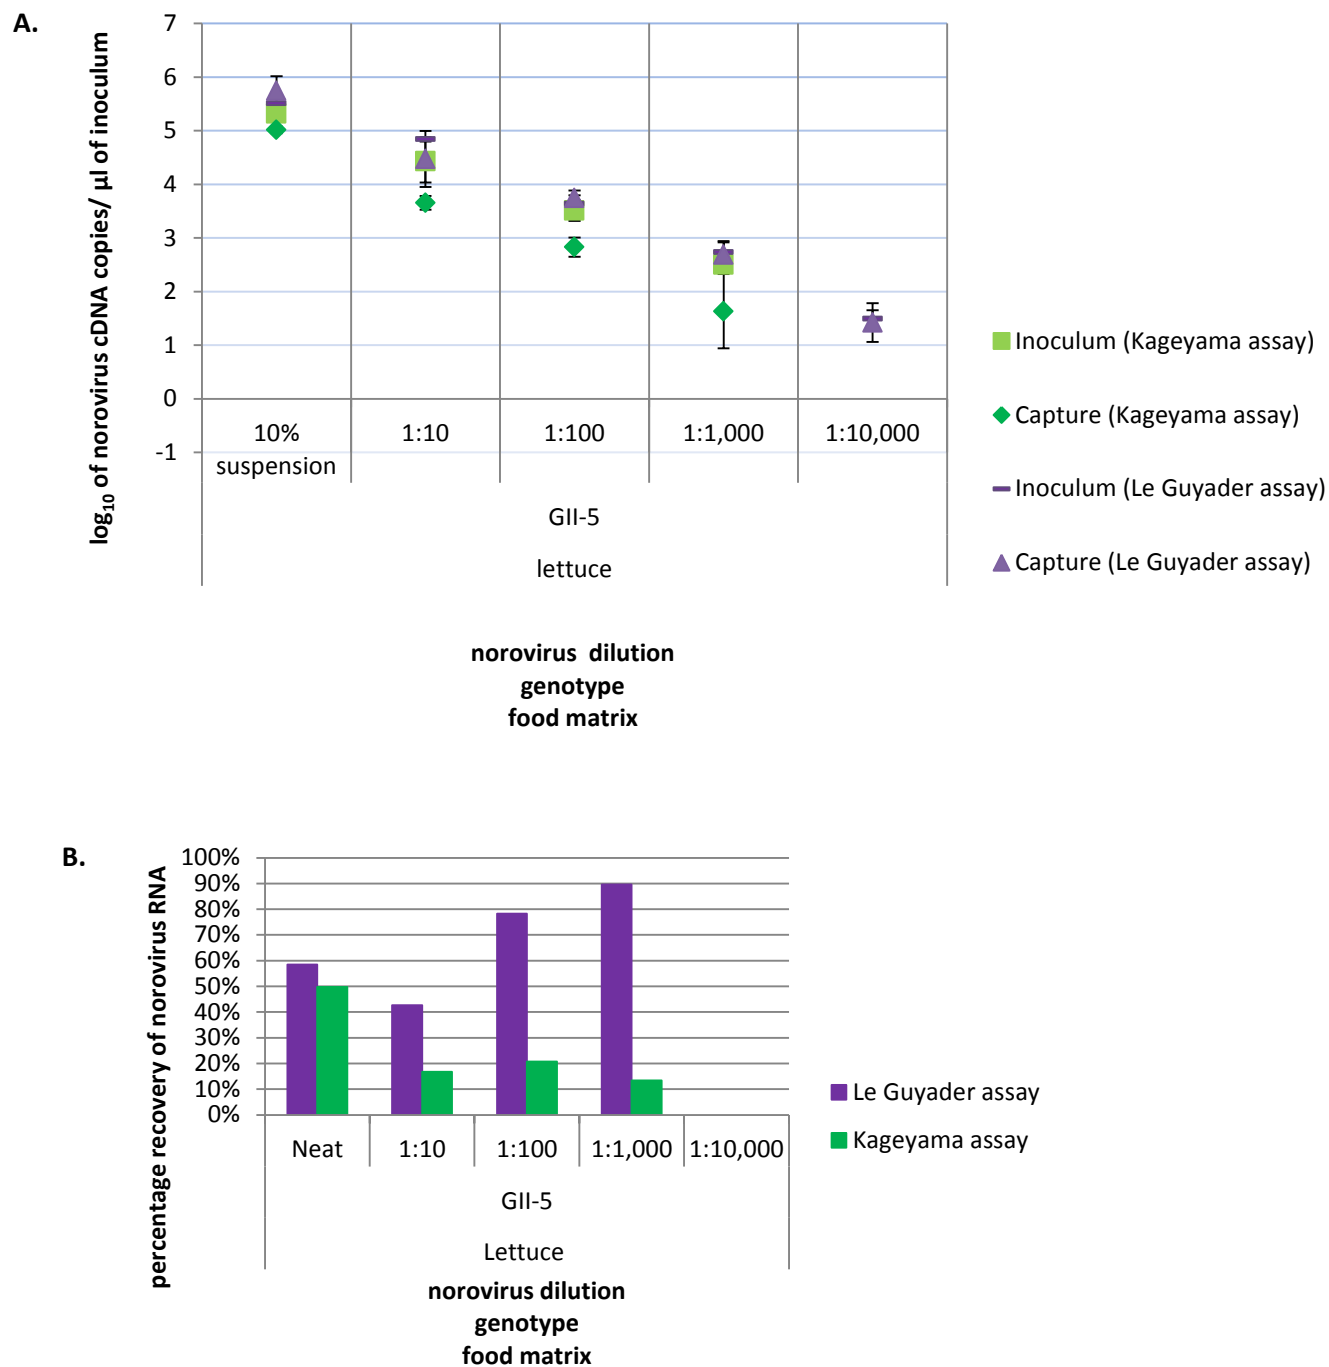 A.
log10 of norovirus cDNA copies/ µl of inoculum
7
6
5
4
3
2
1
0
-1
10% suspension
1:10
1:100
1:1,000
1:10,000
GII-5
lettuce
norovirus dilution
genotype
food matrix
Inoculum (Kageyama assay)
Capture (Kageyama assay)
Inoculum (Le Guyader assay)
Capture (Le Guyader assay)
B.
percentage recovery of norovirus RNA
100%
90%
80%
70%
60%
50%
40%
30%
20%
10%
0%
Neat
1:10
1:100
1:1,000
1:10,000
GII-5
Lettuce
norovirus dilution
genotype
food matrix
Le Guyader assay
Kageyama assay